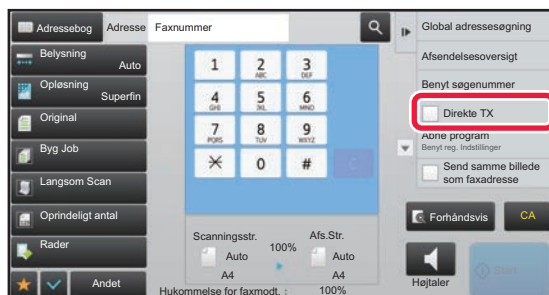 Adressebog
Adresse
Faxnummer
Belysning
Auto
Opløsning
Superfin
Original
Byg Job
Langsom Scan
Oprindeligt antal
Rader
Andet
1
2
ABC
3
DEF
4
GHI
5
JKL
6
MNO
7
PQRS
8
TUV
9
WXYZ
0
#
C
Scanningsstr.
Auto
A4
100%
Afs.Str.
Auto
A4
Hukommelse for faxmodt. : 100%
Global adressesøgning
Afsendelsesoversigt
Benyt søgenummer
Direkte TX
Åbne program
Benyt reg. Indstillinger
Send samme billede
som faxadresse
Forhåndsvis
CA
Højtaler
Start